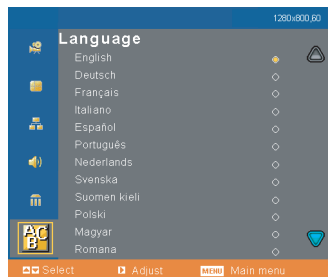 1280x800,60
Language
English
Deutsch
Français
Italiano
Español
Português
Nederlands
Svenska
Suomen kieli
Polski
Magyar
Romana
AC
B
Select Adjust MENU Main menu